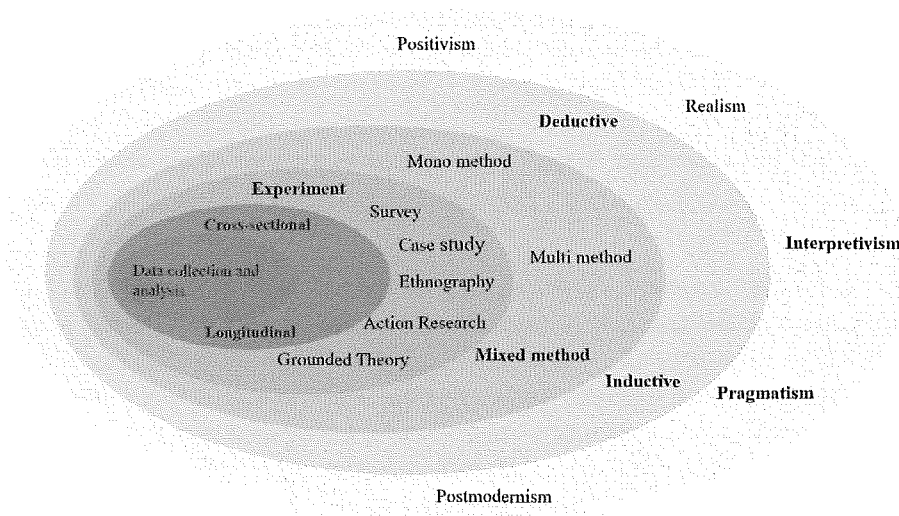 Positivism
Realism
Deductive
Mono method
Experiment
Survey
Cross-sectional
Interpretivism
Case study
Multi method
Data collection and
analysis
Ethnography
Action Research
Longitudinal
Mixed method
Grounded Theory
Inductive
Pragmatism
Postmodernism